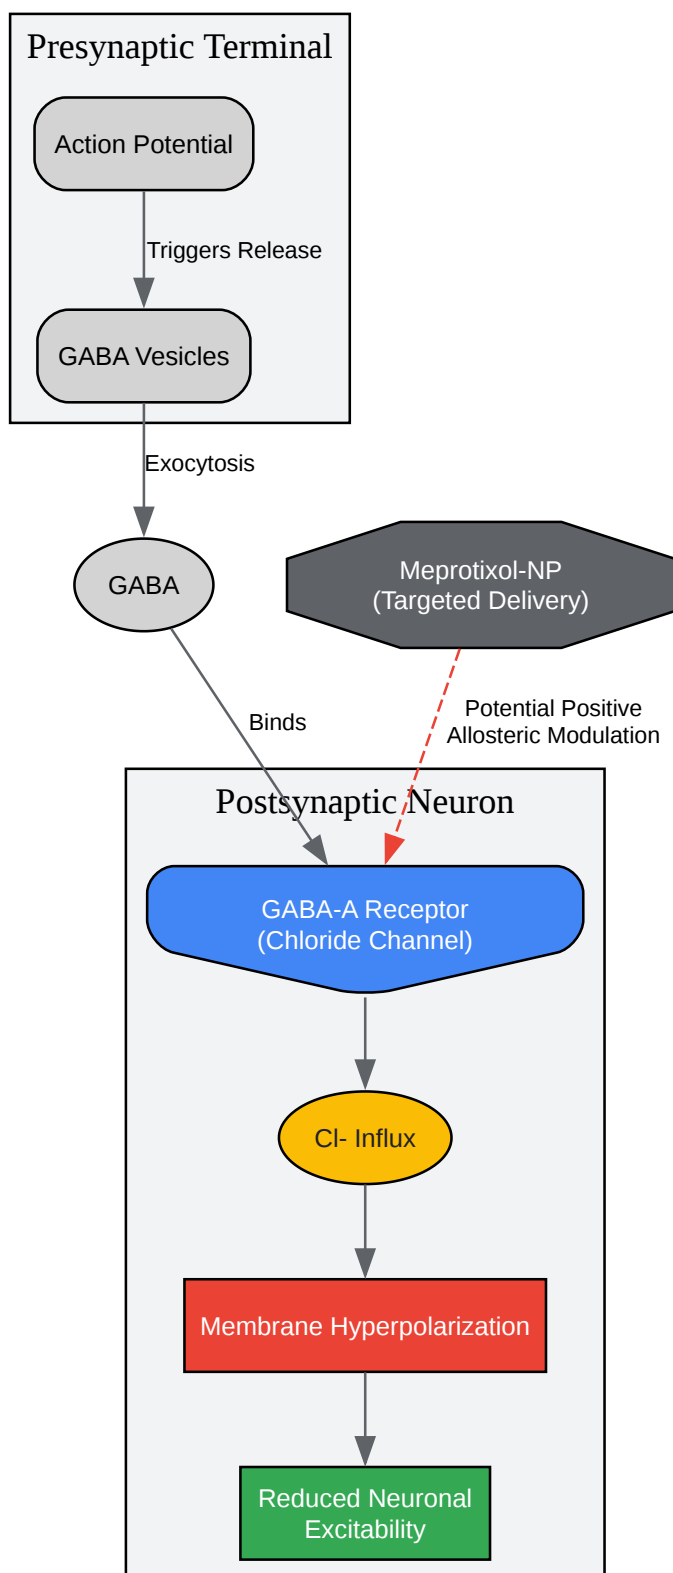 Presynaptic Terminal
Action Potential
Triggers Release
GABA Vesicles
Exocytosis
GABA
Meprotixol-NP
(Targeted Delivery)
Binds
Potential Positive
Allosteric Modulation
Postsynaptic Neuron
GABA-A Receptor
(Chloride Channel)
Cl- Influx
Membrane Hyperpolarization
Reduced Neuronal
Excitability